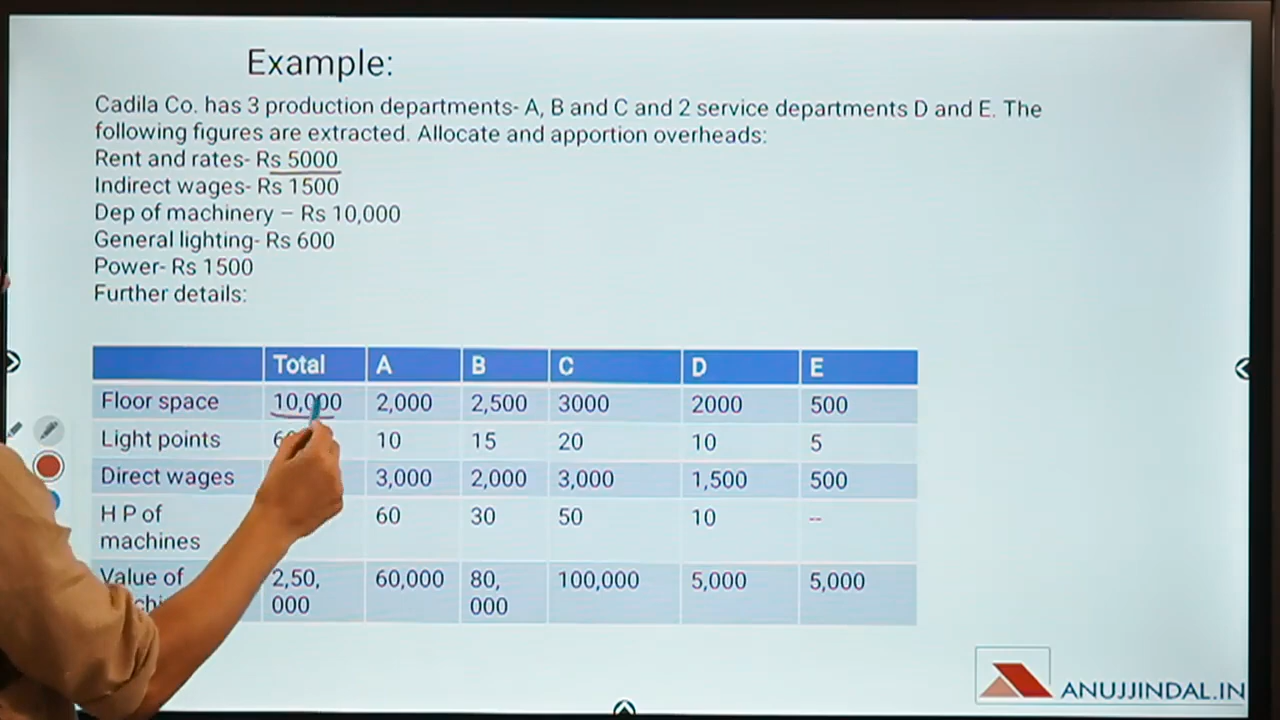 Example:
Cadila Co. has 3 production departments- A, B and C and 2 service departments D and E. The
following figures are extracted. Allocate and apportion overheads:
Rent and rates- Rs 5000
Indirect wages- Rs 1500
Dep of machinery – Rs 10,000
General lighting- Rs 600
Power- Rs 1500
Further details:
Total A B C D E
Floor space 10,000 2,000 2,500 3000 2000 500
Light points 10 15 20 10 5
Direct wages 3,000 2,000 3,000 1,500 500
H P of 60 30 50 10 --
machines
Value of 2,50, 60,000 80, 100,000 5,000 5,000
000 000
ANUJJINDAL.IN